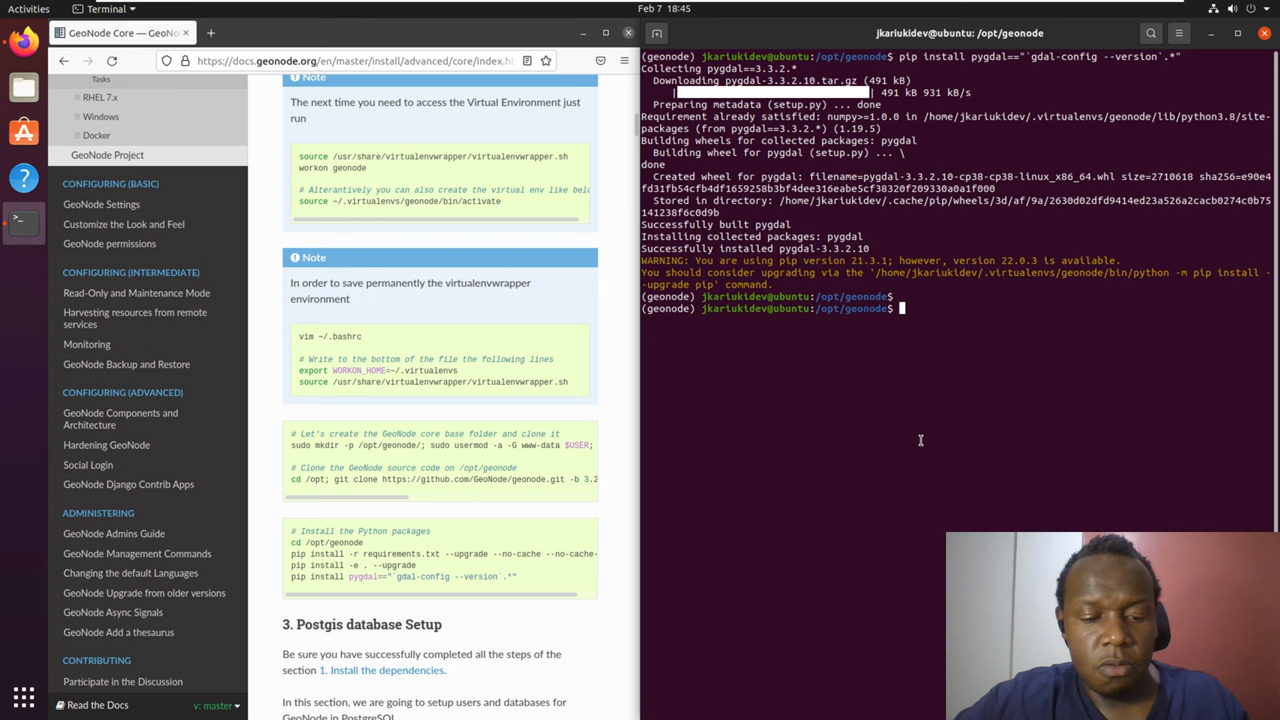 Activities
Terminal
Feb 7 18:45
GeoNode Core — GeoNo
https://docs.geonode.org/en/master/install/advanced/core/index.ht
Tasks
RHEL 7.x
Windows
Docker
GeoNode Project
CONFIGURING (BASIC)
GeoNode Settings
Customize the Look and Feel
GeoNode permissions
CONFIGURING (INTERMEDIATE)
Read-Only and Maintenance Mode
Harvesting resources from remote
services
Monitoring
GeoNode Backup and Restore
CONFIGURING (ADVANCED)
GeoNode Components and
Architecture
Hardening GeoNode
Social Login
GeoNode Django Contrib Apps
ADMINISTERING
GeoNode Admins Guide
GeoNode Management Commands
Changing the default Languages
GeoNode Upgrade from older versions
GeoNode Async Signals
GeoNode Add a thesaurus
CONTRIBUTING
Participate in the Discussion
Read the Docs
v: master
Note
The next time you need to access the Virtual Environment just
run
source /usr/share/virtualenvwrapper/virtualenvwrapper.sh
workon geonode
# Alterantively you can also create the virtual env like belo
source ~/.virtualenvs/geonode/bin/activate
Note
In order to save permanently the virtualenvwrapper
environment
vim ~/.bashrc
# Write to the bottom of the file the following lines
export WORKON_HOME=~/.virtualenvs
source /usr/share/virtualenvwrapper/virtualenvwrapper.sh
# Let's create the GeoNode core base folder and clone it
sudo mkdir -p /opt/geonode/; sudo usermod -a -G www-data $USER;
# Clone the GeoNode source code on /opt/geonode
cd /opt; git clone https://github.com/GeoNode/geonode.git -b 3.2
# Install the Python packages
cd /opt/geonode
pip install -r requirements.txt --upgrade --no-cache --no-cache-
pip install -e . --upgrade
pip install pygdal=="`gdal-config --version`.*"
3. Postgis database Setup
Be sure you have successfully completed all the steps of the
section 1. Install the dependencies.
In this section, we are going to setup users and databases for
GeoNode in PostgreSQL
jkariukidev@ubuntu: /opt/geonode
(geonode) jkariukidev@ubuntu:/opt/geonode$ pip install pygdal=="`gdal-config --version`.*"
Collecting pygdal==3.3.2.*
Downloading pygdal-3.3.2.10.tar.gz (491 kB)
| | 491 kB 931 kB/s
Preparing metadata (setup.py) ... done
Requirement already satisfied: numpy>=1.0.0 in /home/jkariukidev/.virtualenvs/geonode/lib/python3.8/site-
packages (from pygdal==3.3.2.*) (1.19.5)
Building wheels for collected packages: pygdal
Building wheel for pygdal (setup.py) ... \
done
Created wheel for pygdal: filename=pygdal-3.3.2.10-cp38-cp38-linux_x86_64.whl size=2710618 sha256=e90e4
fd31fb54cfb4df1659258b3bf4dee316eabe5cf38320f209330a0a1f000
Stored in directory: /home/jkariukidev/.cache/pip/wheels/3d/af/9a/2630d02dfd9414ed23a526a2cacb0274c0b75
141238f6c0d9b
Successfully built pygdal
Installing collected packages: pygdal
Successfully installed pygdal-3.3.2.10
WARNING: You are using pip version 21.3.1; however, version 22.0.3 is available.
You should consider upgrading via the '/home/jkariukidev/.virtualenvs/geonode/bin/python -m pip install -
-upgrade pip' command.
(geonode) jkariukidev@ubuntu:/opt/geonode$
(geonode) jkariukidev@ubuntu:/opt/geonode$